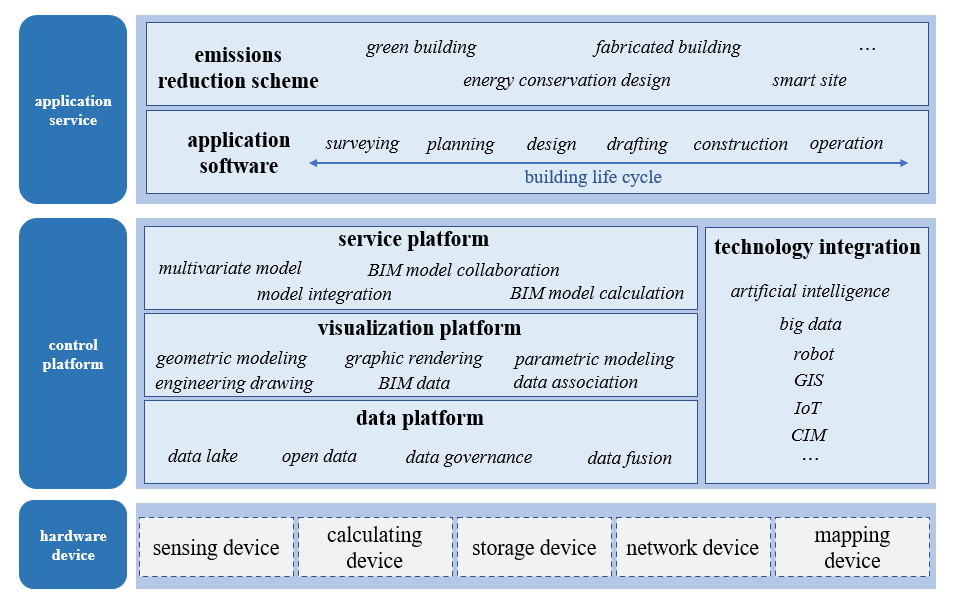 application
service
emissions
reduction scheme
green building
fabricated building
…
energy conservation design
smart site
application
software
surveying
planning
design
drafting
construction
operation
building life cycle
control
platform
service platform
multivariate model
BIM model collaboration
model integration
BIM model calculation
visualization platform
geometric modeling
graphic rendering
parametric modeling
engineering drawing
BIM data
data association
data platform
data lake
open data
data governance
data fusion
technology integration
artificial intelligence
big data
robot
GIS
IoT
CIM
…
hardware
device
sensing device
calculating
device
storage device
network device
mapping
device